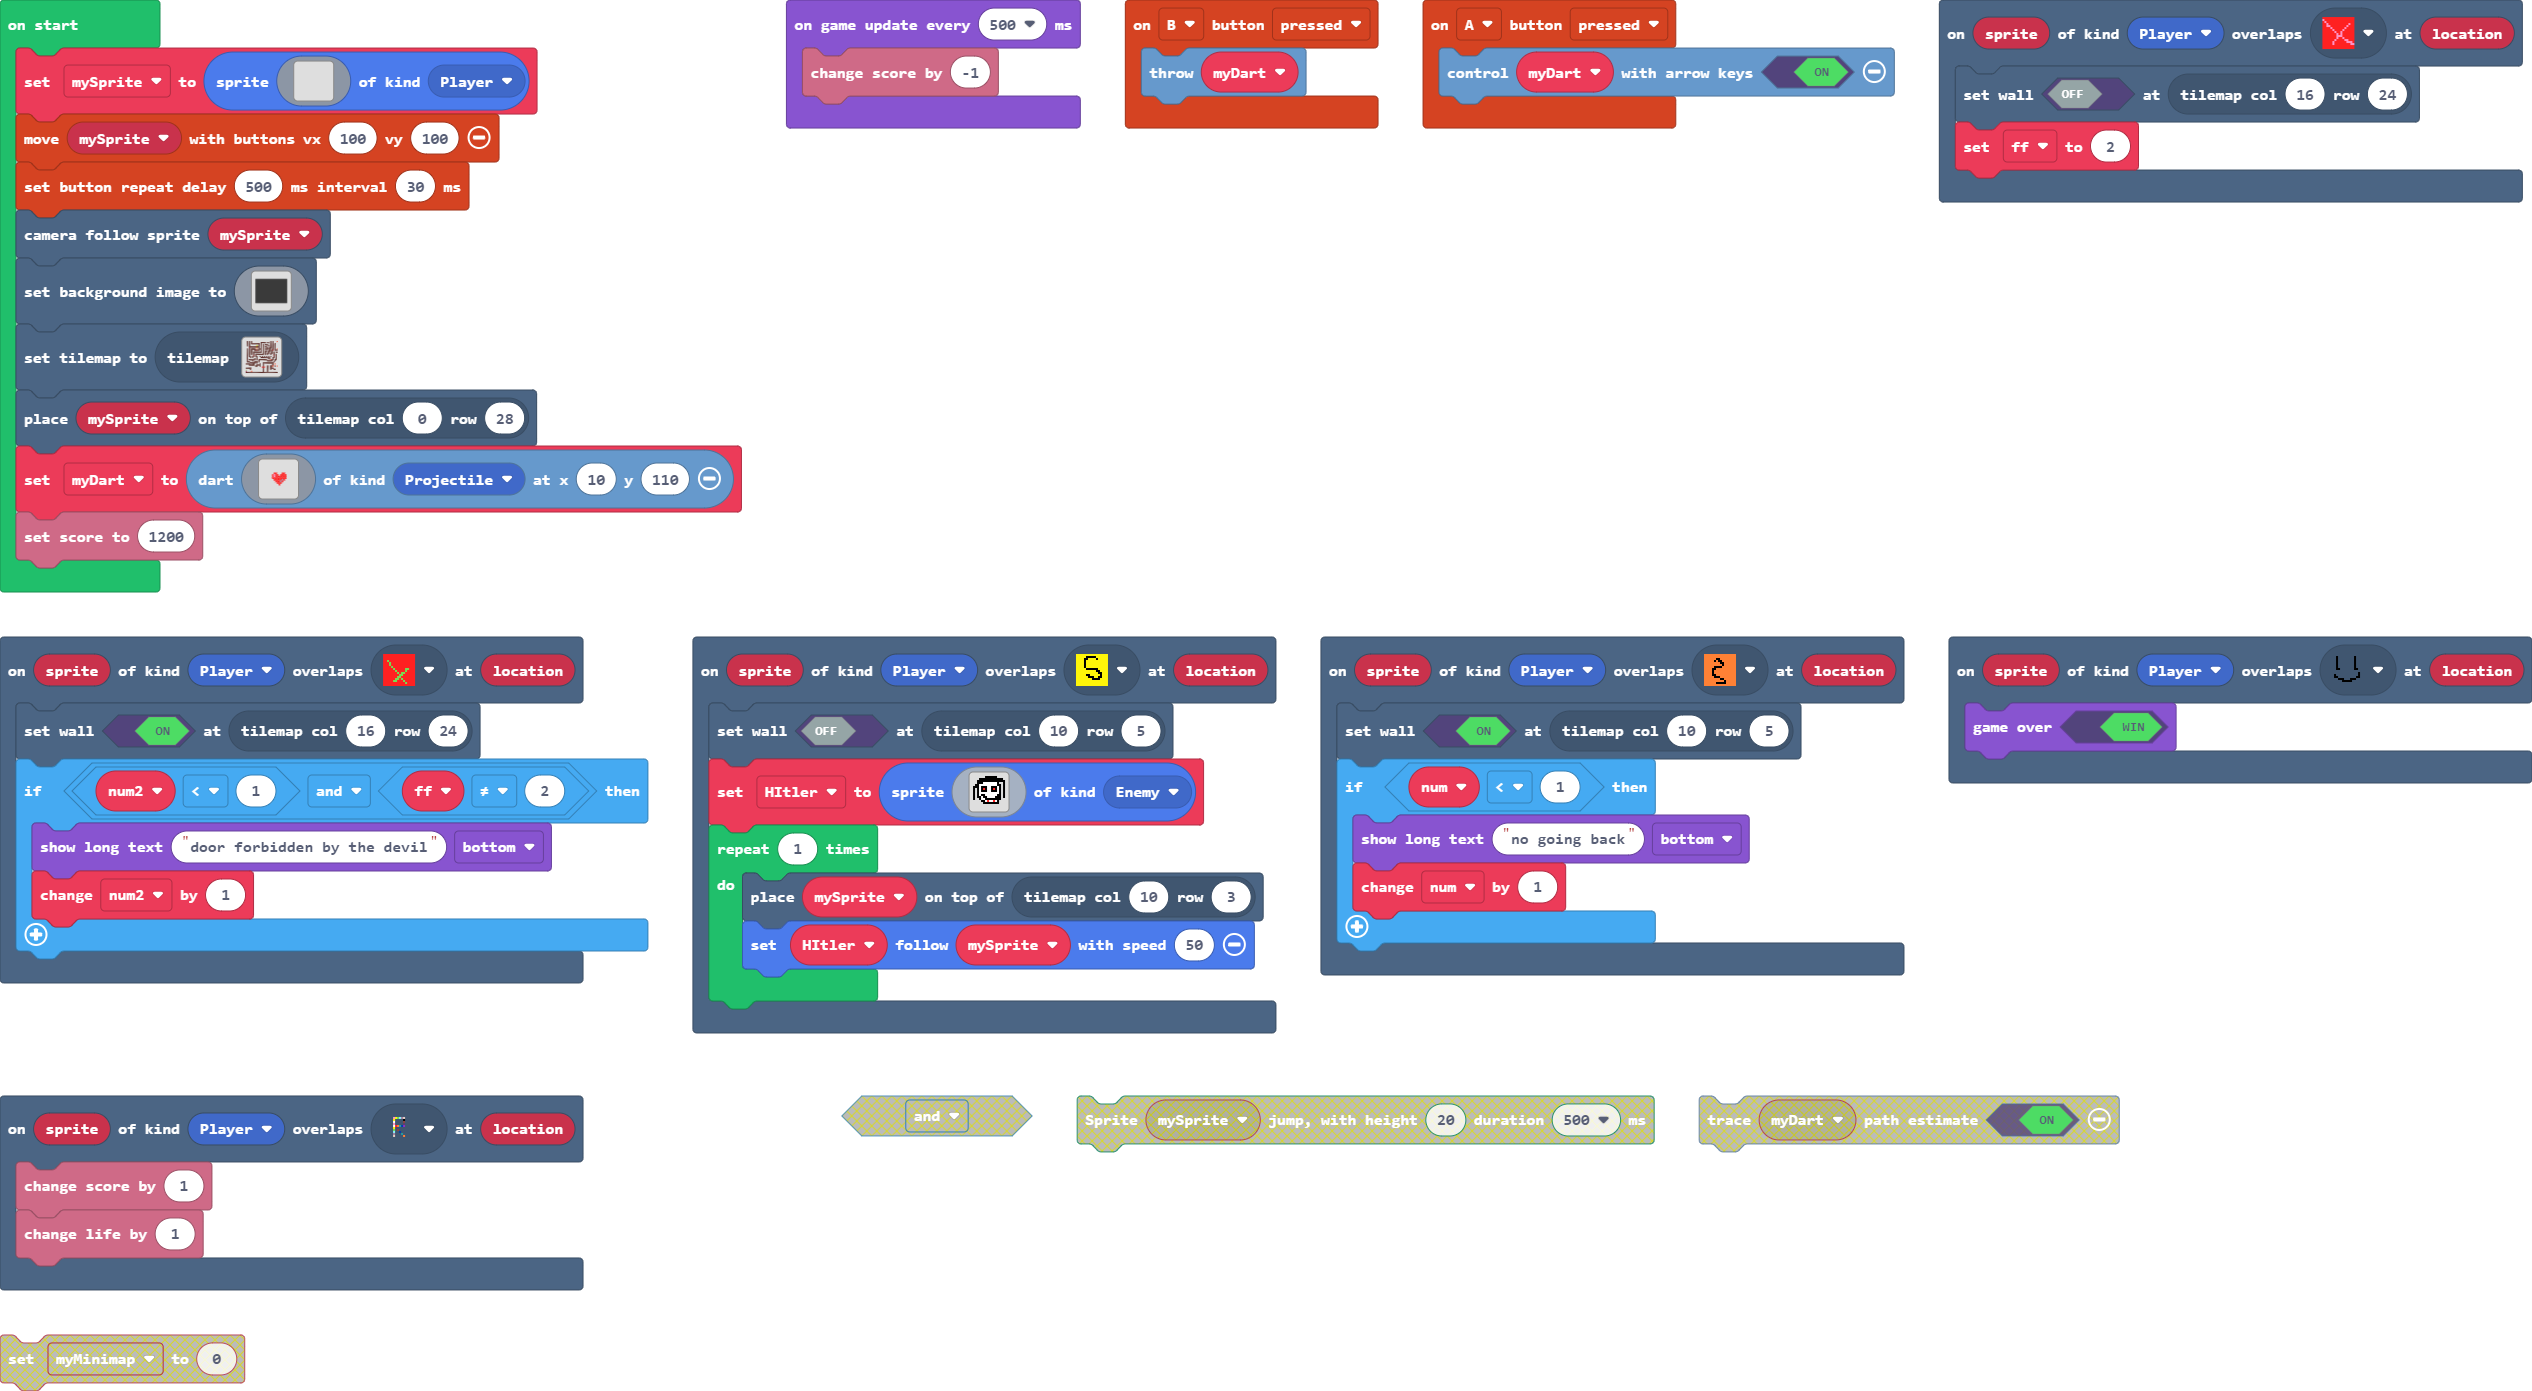 on start
set mySprite to sprite of kind Player
move mySprite with buttons vx 100 vy 100
set button repeat delay 500 ms interval 30 ms
camera follow sprite mySprite
set background image to
set tilemap to tilemap
place mySprite on top of tilemap col 0 row 28
set myDart to dart of kind Projectile at x 10 y 110
set score to 1200
on game update every 500 ms
change score by -1
on B button pressed
throw myDart
on A button pressed
control myDart with arrow keys ON
on sprite of kind Player overlaps at location
set wall OFF at tilemap col 16 row 24
set ff to 2
on sprite of kind Player overlaps at location
set wall ON at tilemap col 16 row 24
if num2 < 1 and ff ≠ 2 then
show long text "door forbidden by the devil" bottom
change num2 by 1
on sprite of kind Player overlaps at location
set wall OFF at tilemap col 10 row 5
set HItler to sprite of kind Enemy
repeat 1 times
do
place mySprite on top of tilemap col 10 row 3
set HItler follow mySprite with speed 50
on sprite of kind Player overlaps at location
set wall ON at tilemap col 10 row 5
if num < 1 then
show long text "no going back" bottom
change num by 1
on sprite of kind Player overlaps at location
game over WIN
on sprite of kind Player overlaps at location
change score by 1
change life by 1
and
Sprite mySprite jump, with height 20 duration 500 ms
trace myDart path estimate ON
set myMinimap to 0